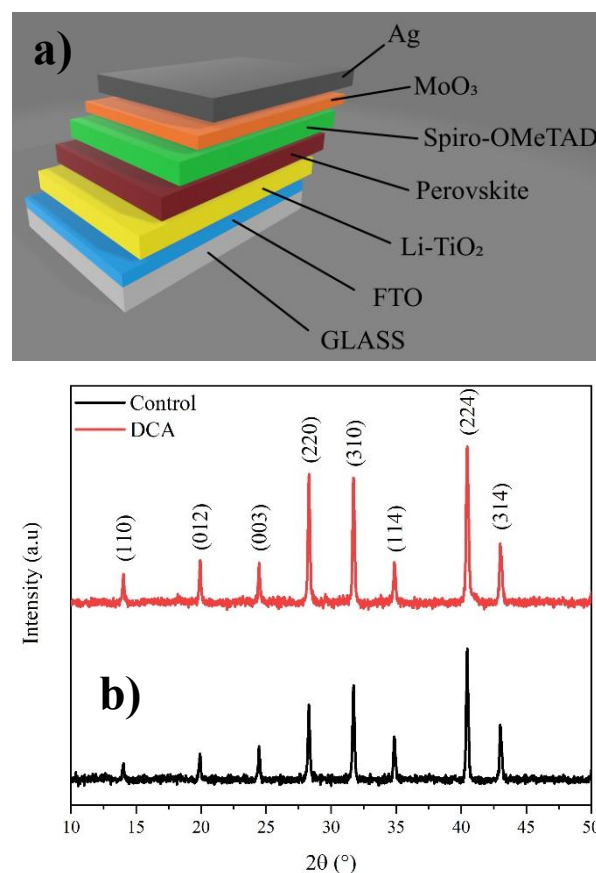 a)
Ag
MoO₃
Spiro-OMeTAD
Perovskite
Li-TiO₂
FTO
GLASS
Control
DCA
(110)
(012)
(003)
(220)
(310)
(114)
(224)
(314)
Intensity (a.u)
b)
10 15 20 25 30 35 40 45 50
2θ (°)